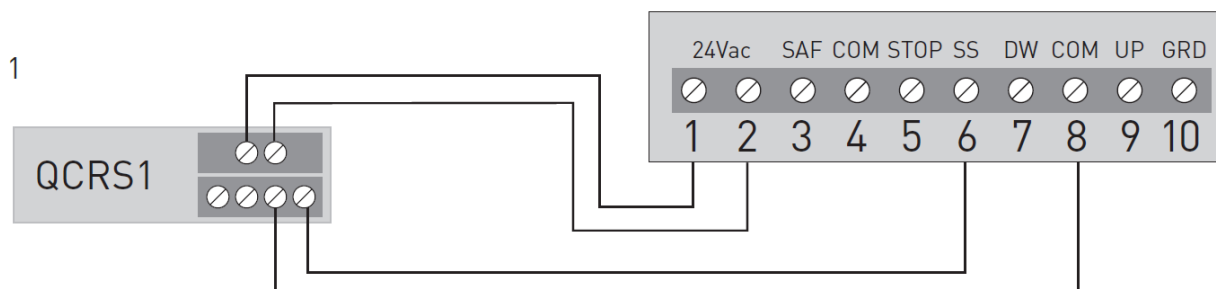 24Vac SAF COM STOP SS DW COM UP GRD
1
1 2 3 4 5 6 7 8 9 10
QCRS1